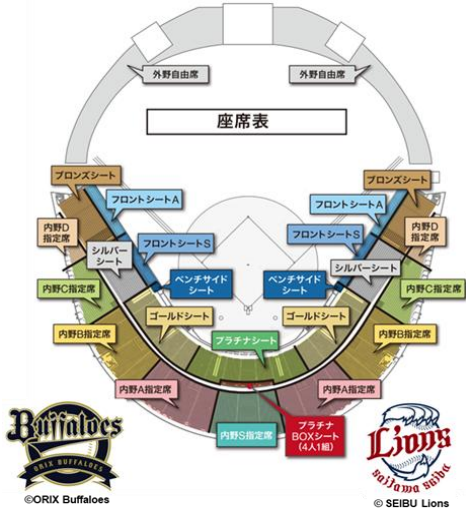 外野自由席
外野自由席
座席表
ブロンズシート
ブロンズシート
フロントシートA
フロントシートA
内野D
指定席
内野D
指定席
フロントシートS
フロントシートS
シルバー
シート
シルバーシート
ベンチサイド
シート
ベンチサイド
シート
内野C指定席
内野C指定席
ゴールドシート
ゴールドシート
内野B指定席
内野B指定席
プラチナシート
内野A指定席
内野A指定席
内野S指定席
プラチナ
BOXシート
(4人1組)
Buffaloes
ORIX BUFFALOES
©ORIX Buffaloes
Lions
saitama seibu
© SEIBU Lions